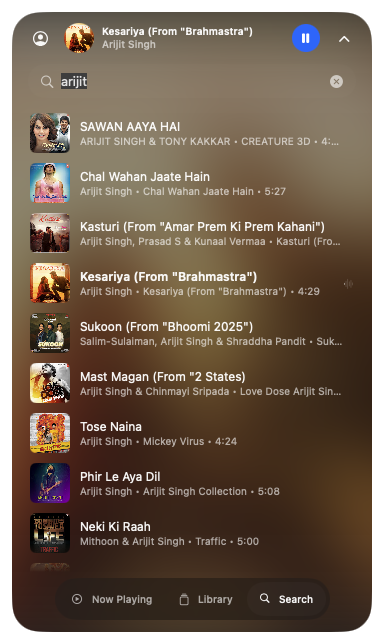 Kesariya (From "Brahmastra")
Arijit Singh
arijit
SAWAN AAYA HAI
ARIJIT SINGH & TONY KAKKAR • CREATURE 3D • 4:...
Chal Wahan Jaate Hain
Arijit Singh • Chal Wahan Jaate Hain • 5:27
Kasturi (From "Amar Prem Ki Prem Kahani")
Arijit Singh, Prasad S & Kunaal Vermaa • Kasturi (Fro...
Kesariya (From "Brahmastra")
Arijit Singh • Kesariya (From "Brahmastra") • 4:29
Sukoon (From "Bhoomi 2025")
Salim-Sulaiman, Arijit Singh & Shraddha Pandit • Suk...
Mast Magan (From "2 States)
Arijit Singh & Chinmayi Sripada • Love Dose Arijit Sin...
Tose Naina
Arijit Singh • Mickey Virus • 4:24
Phir Le Aya Dil
Arijit Singh • Arijit Singh Collection • 5:08
Neki Ki Raah
Mithoon & Arijit Singh • Traffic • 5:00
Now Playing
Library
Search